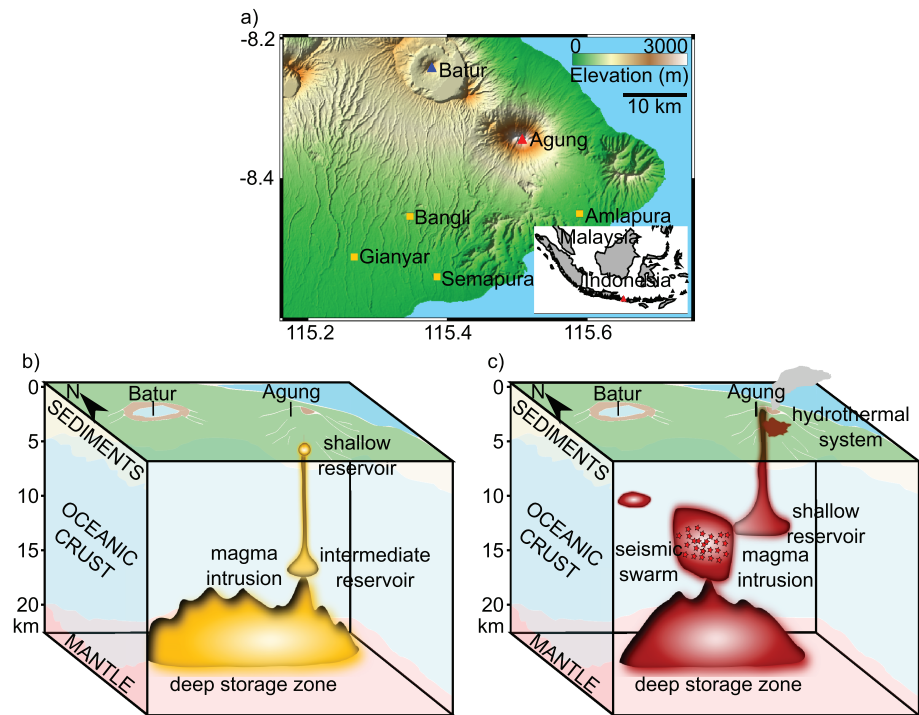 a)
-8.2
0 3000
Elevation (m)
10 km
Batur
Agung
-8.4
Bangli
Amlapura
Gianyar
Semapura
Malaysia
Indonesia
115.2 115.4 115.6
b)
0
5
10
15
20
km
N
Batur
Agung
SEDIMENTS
OCEANIC
CRUST
MANTLE
shallow
reservoir
magma
intrusion
intermediate
reservoir
deep storage zone
c)
0
5
10
15
20
km
N
Batur
Agung
SEDIMENTS
OCEANIC
CRUST
MANTLE
hydrothermal
system
shallow
reservoir
seismic
swarm
magma
intrusion
deep storage zone